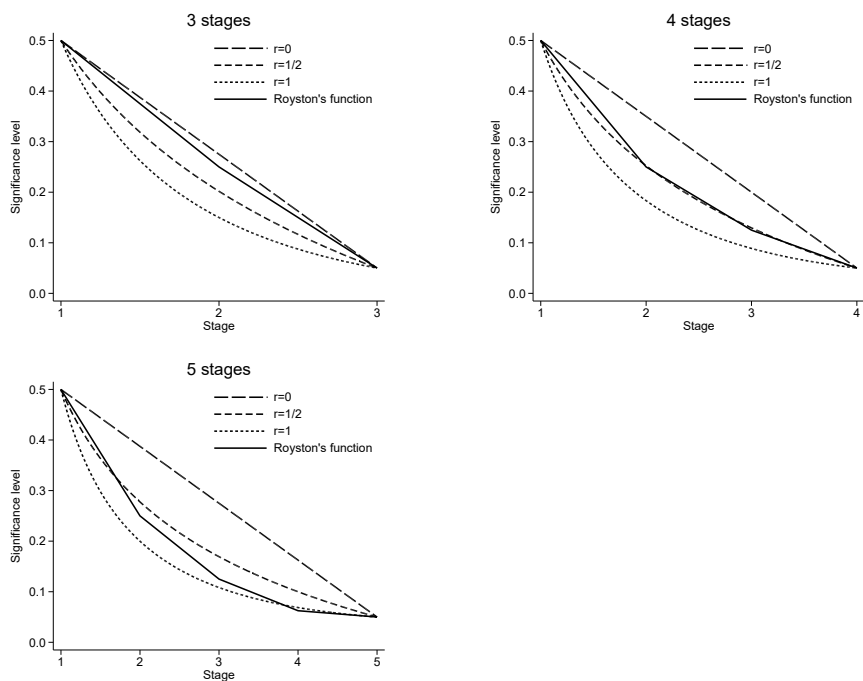 3 stages
0.5
0.4
0.3
0.2
0.1
0.0
Significance level
r=0
r=1/2
r=1
Royston's function
1
2
3
Stage
4 stages
0.5
0.4
0.3
0.2
0.1
0.0
Significance level
r=0
r=1/2
r=1
Royston's function
1
2
3
4
Stage
5 stages
0.5
0.4
0.3
0.2
0.1
0.0
Significance level
r=0
r=1/2
r=1
Royston's function
1
2
3
4
5
Stage